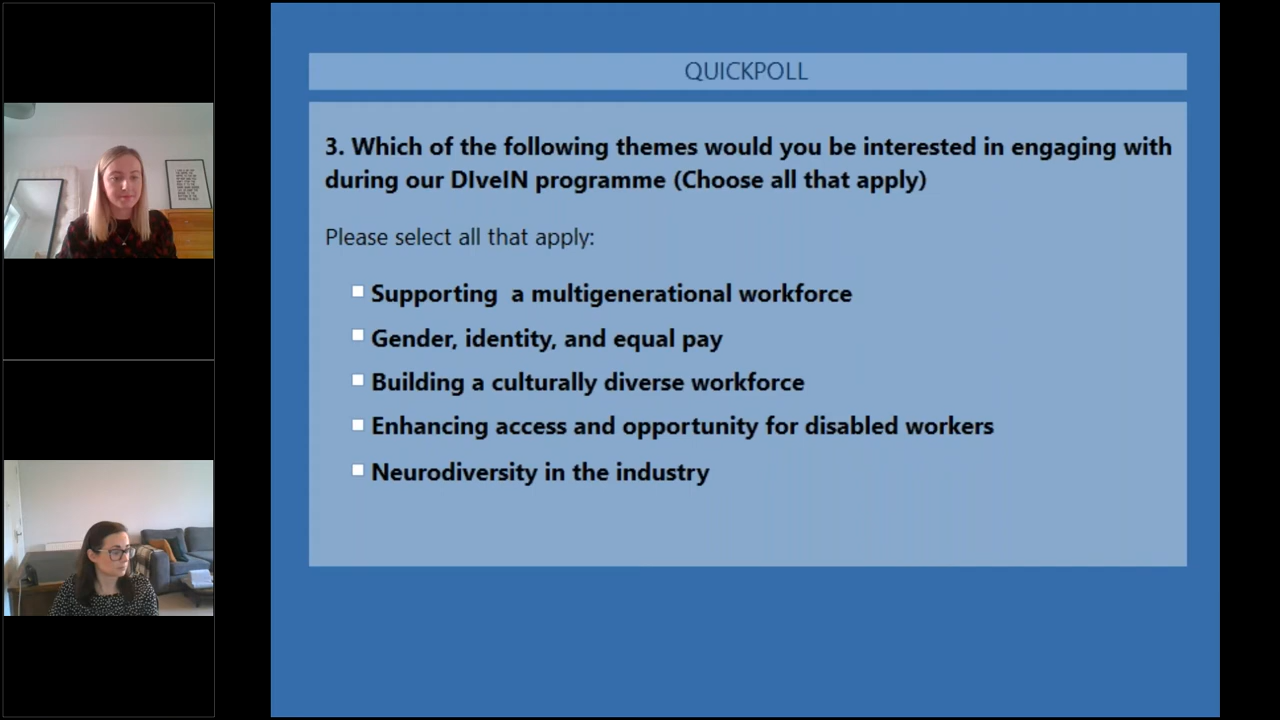 QUICKPOLL
3. Which of the following themes would you be interested in engaging with
during our DIveIN programme (Choose all that apply)
Please select all that apply:
Supporting  a multigenerational workforce
Gender, identity, and equal pay
Building a culturally diverse workforce
Enhancing access and opportunity for disabled workers
Neurodiversity in the industry